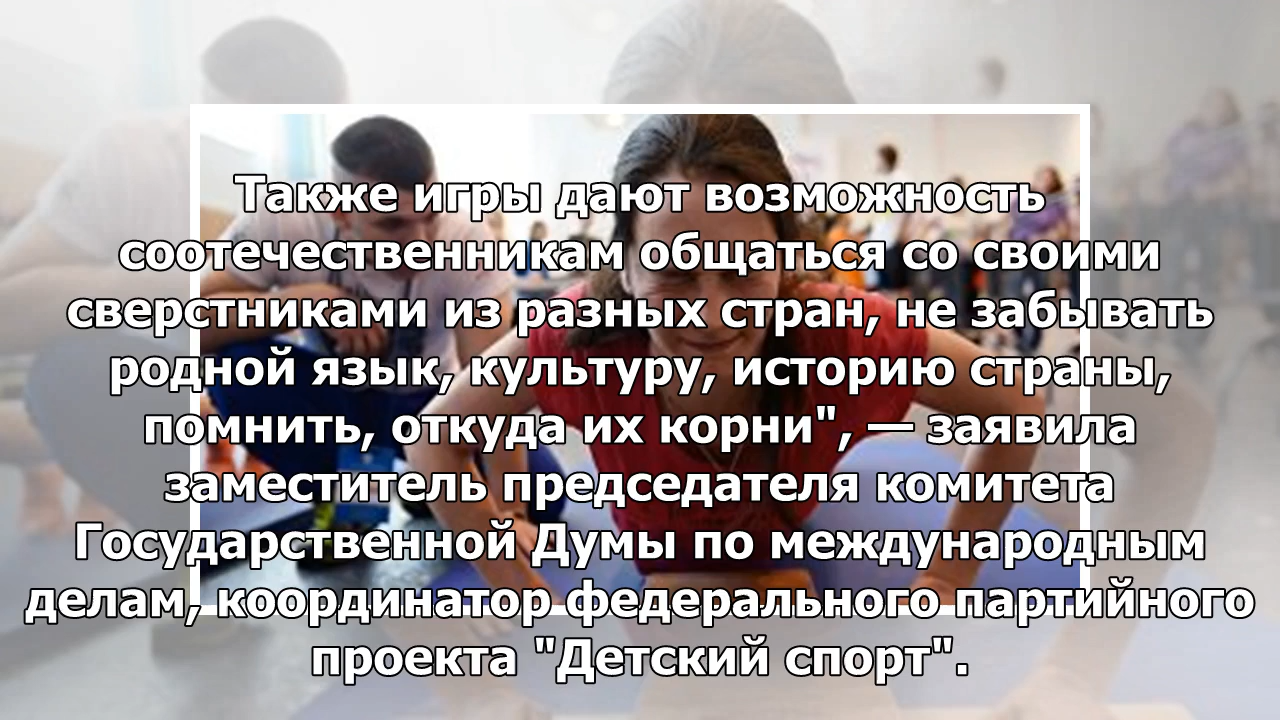 Также игры дают возможность
соотечественникам общаться со своими
сверстниками из разных стран, не забывать
родной язык, культуру, историю страны,
помнить, откуда их корни", — заявила
заместитель председателя комитета
Государственной Думы по международным
делам, координатор федерального партийного
проекта "Детский спорт".